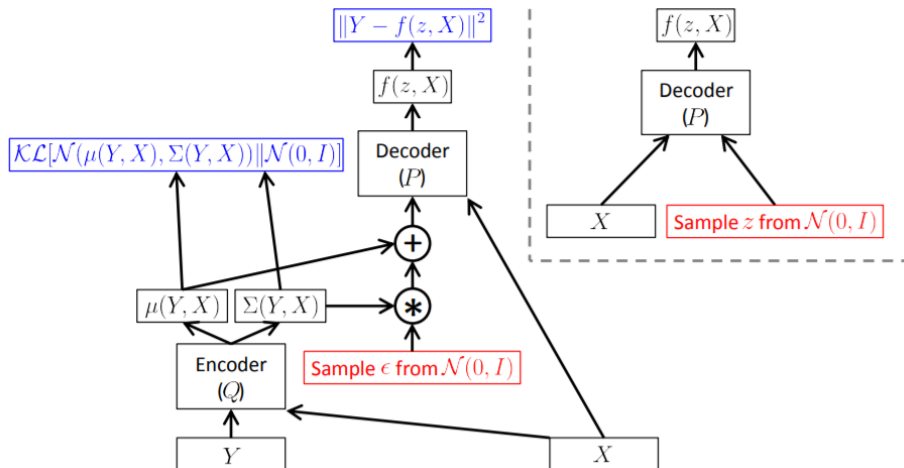 ‖Y − f(z, X)‖²
f(z, X)
Decoder
(P)
𝒦ℒ[𝒩(μ(Y, X), Σ(Y, X))‖𝒩(0, I)]
+
μ(Y, X)
Σ(Y, X)
*
Encoder
(Q)
Sample ϵ from 𝒩(0, I)
Y
X
f(z, X)
Decoder
(P)
X
Sample z from 𝒩(0, I)